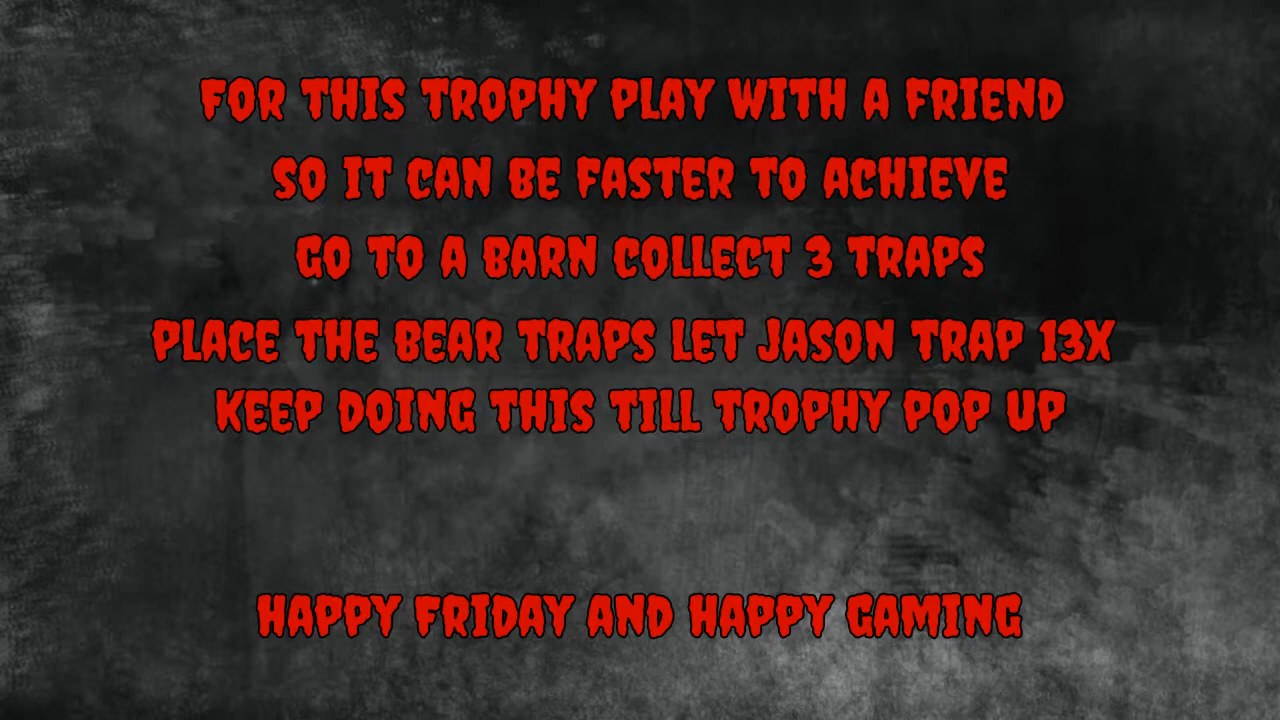 FOR THIS TROPHY PLAY WITH A FRIEND
SO IT CAN BE FASTER TO ACHIEVE
GO TO A BARN COLLECT 3 TRAPS
PLACE THE BEAR TRAPS LET JASON TRAP 13X
KEEP DOING THIS TILL TROPHY POP UP
HAPPY FRIDAY AND HAPPY GAMING